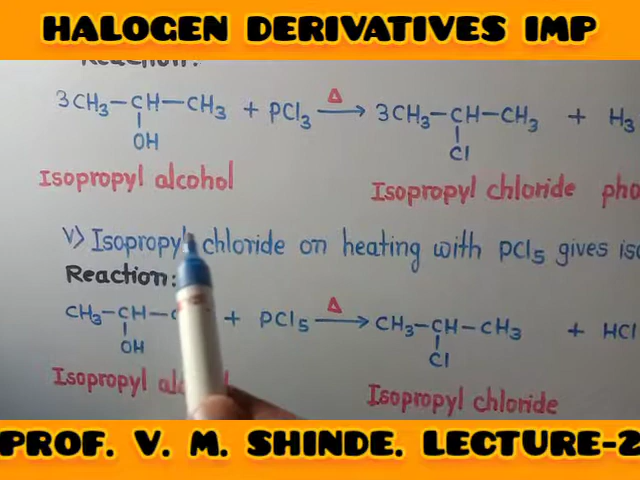 HALOGEN DERIVATIVES IMP
Reaction:
3CH₃-CH-CH₃ + PCl₃ —Δ→ 3CH₃-CH-CH₃ + H₃
OH Cl
Isopropyl alcohol Isopropyl chloride pho
V) Isopropyl chloride on heating with PCl₅ gives iso
Reaction:
CH₃-CH- + PCl₅ —Δ→ CH₃-CH-CH₃ + HCl
OH Cl
Isopropyl Isopropyl chloride
PROF. V. M. SHINDE. LECTURE-2